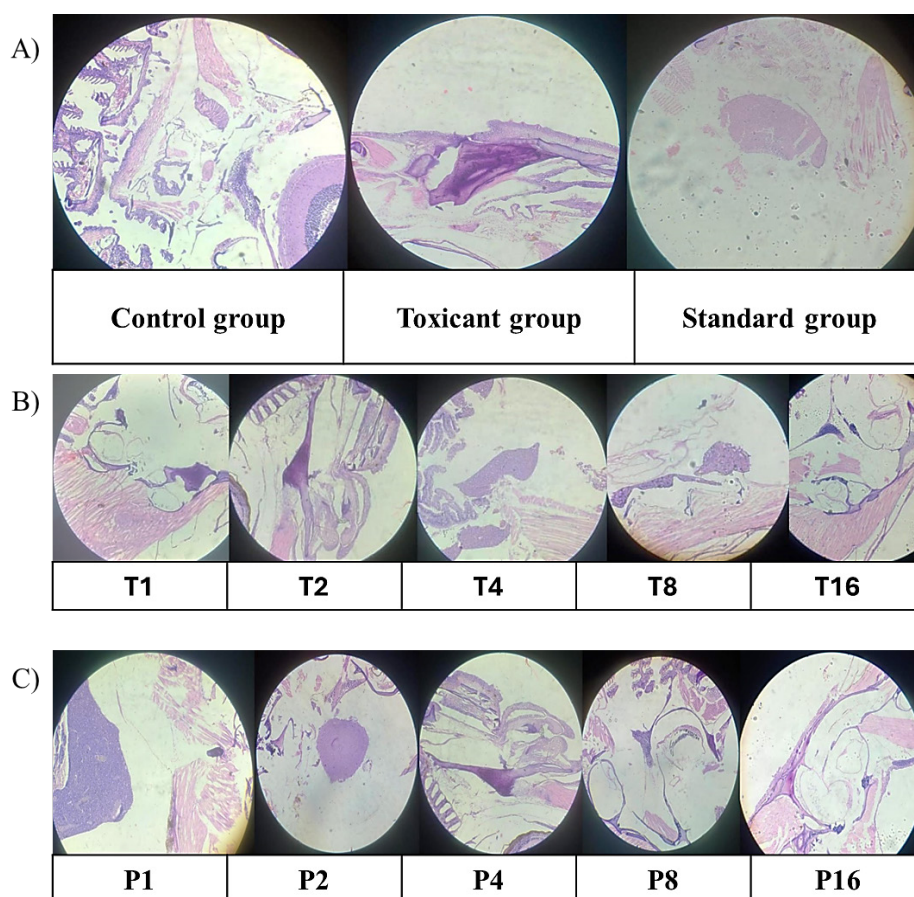 A)
Control group Toxicant group Standard group
B)
T1 T2 T4 T8 T16
C)
P1 P2 P4 P8 P16